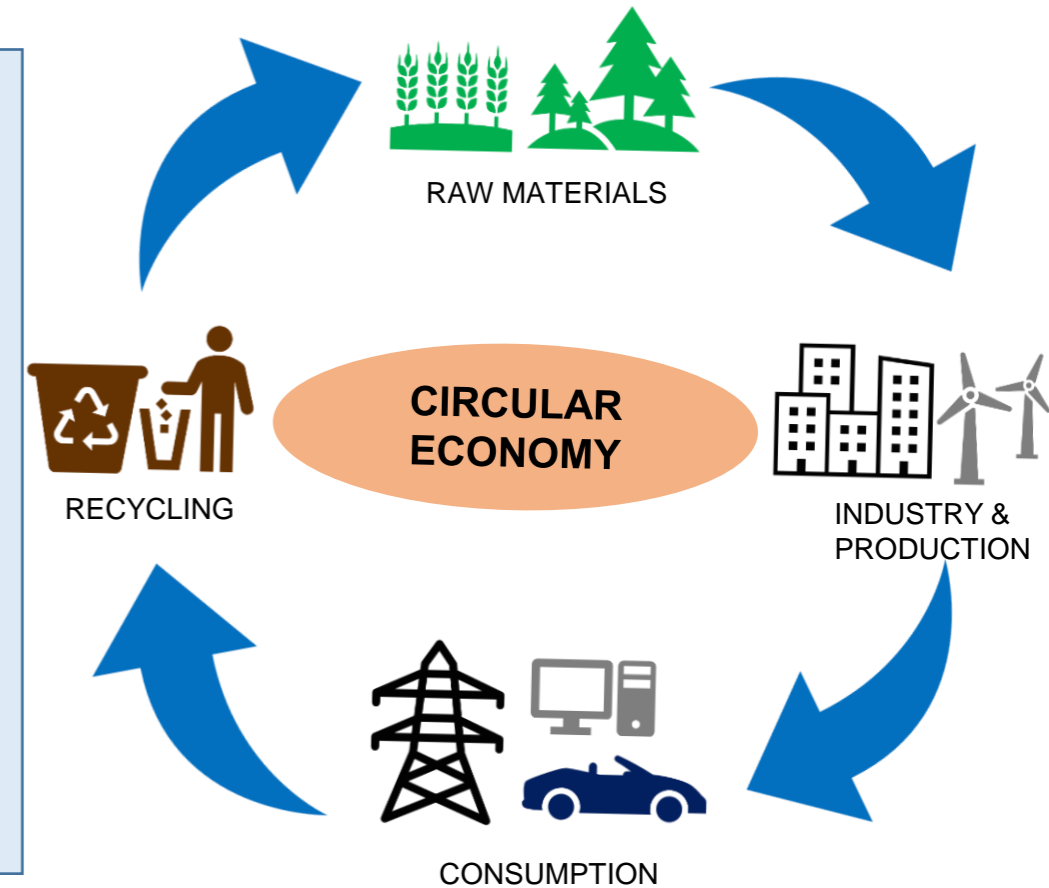 RAW MATERIALS
CIRCULAR
ECONOMY
RECYCLING
INDUSTRY &
PRODUCTION
CONSUMPTION